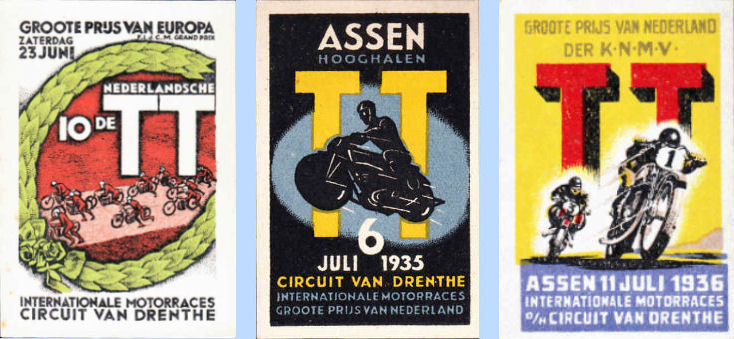 GROOTE PRIJS VAN EUROPA
F.I.C.M. GRAND PRIX
ZATERDAG
23 JUNI
NEDERLANDSCHE
10 DE TT
INTERNATIONALE MOTORRACES
CIRCUIT VAN DRENTHE
ASSEN
HOOGHALEN
TT
6
JULI 1935
CIRCUIT VAN DRENTHE
INTERNATIONALE MOTORRACES
GROOTE PRIJS VAN NEDERLAND
GROOTE PRIJS VAN NEDERLAND
DER K·N·M·V·
TT
1
ASSEN 11 JULI 1936
INTERNATIONALE MOTORRACES
O/H CIRCUIT VAN DRENTHE